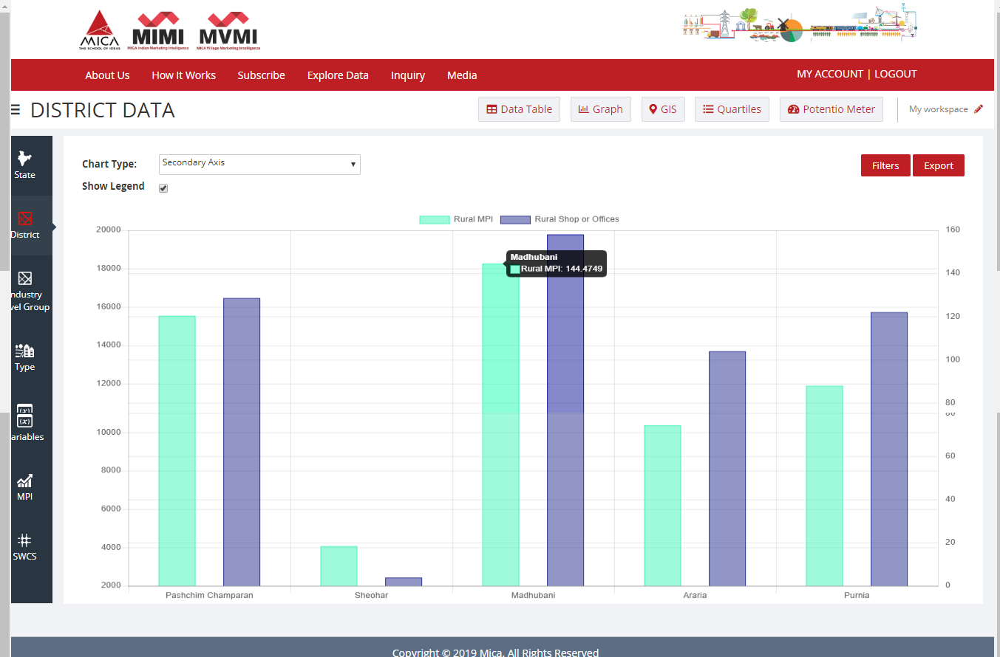 MICA
THE SCHOOL OF IDEAS
MIMI
MICA Indian Marketing Intelligence
MVMI
MICA Village Marketing Intelligence
About Us How It Works Subscribe Explore Data Inquiry Media
MY ACCOUNT | LOGOUT
DISTRICT DATA
Data Table Graph GIS Quartiles Potentio Meter My workspace
State
District
ndustry
vel Group
Type
(x)
(x)
ariables
MPI
SWCS
Chart Type: Secondary Axis
Filters Export
Show Legend
Rural MPI Rural Shop or Offices
20000 160
18000 140
16000 120
14000 100
12000 80
80
10000 60
8000 40
6000 20
4000
2000 0
Madhubani
Rural MPI: 144.4749
Pashchim Champaran Sheohar Madhubani Araria Purnia
Copyright © 2019 Mica. All Rights Reserved